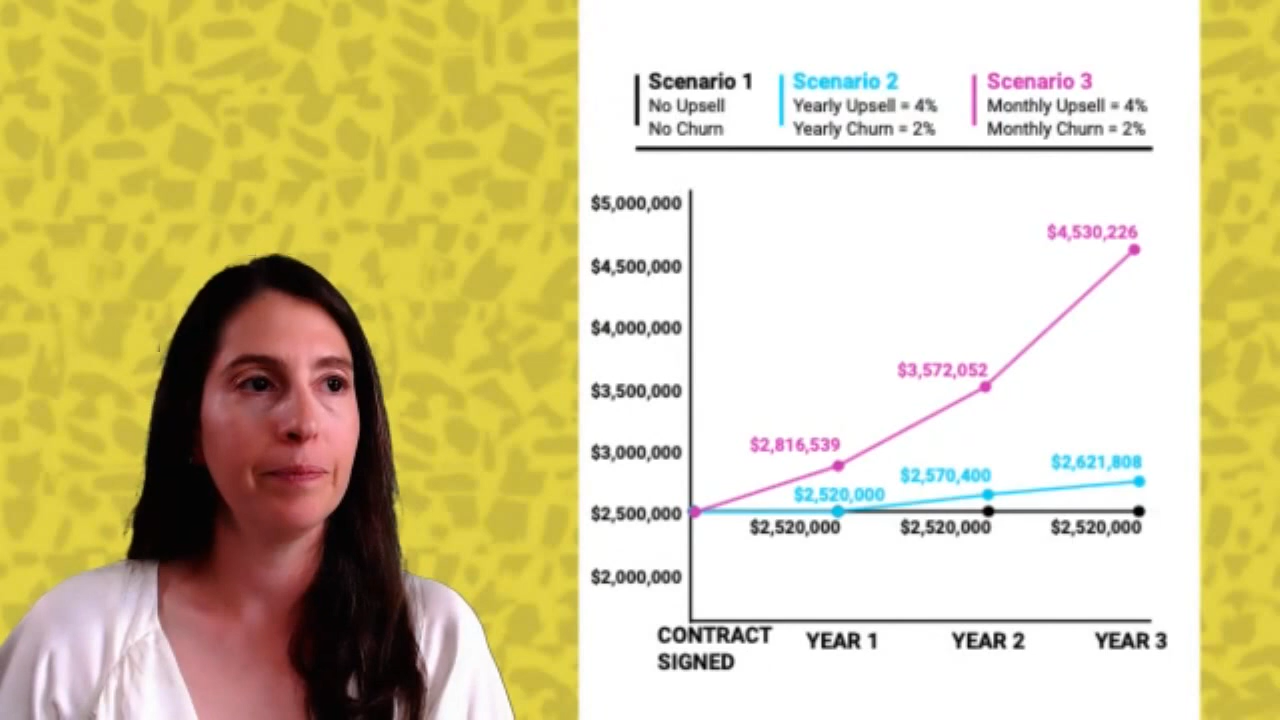 Scenario 1
No Upsell
No Churn
Scenario 2
Yearly Upsell = 4%
Yearly Churn = 2%
Scenario 3
Monthly Upsell = 4%
Monthly Churn = 2%
$5,000,000
$4,500,000
$4,000,000
$3,500,000
$3,000,000
$2,500,000
$2,000,000
$4,530,226
$3,572,052
$2,816,539
$2,621,808
$2,570,400
$2,520,000
$2,520,000
$2,520,000
$2,520,000
CONTRACT
SIGNED
YEAR 1
YEAR 2
YEAR 3